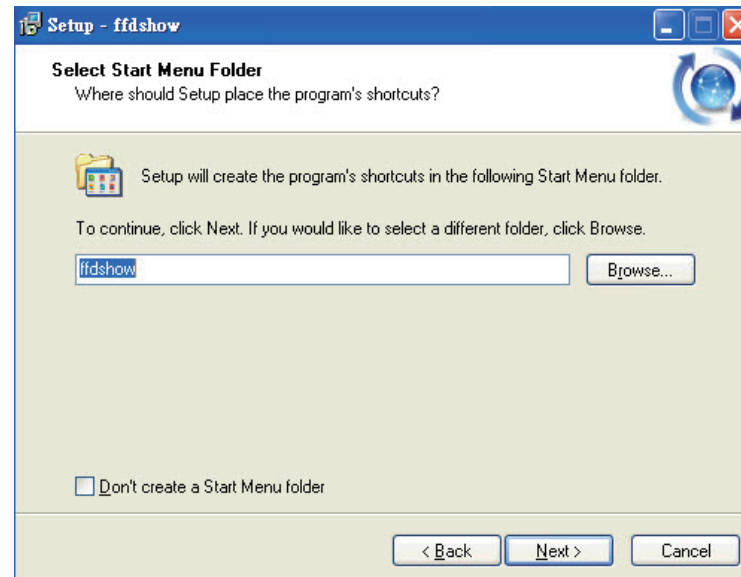 Setup - ffdshow
Select Start Menu Folder
Where should Setup place the program's shortcuts?
Setup will create the program's shortcuts in the following Start Menu folder.
To continue, click Next. If you would like to select a different folder, click Browse.
ffdshow
Browse...
Don't create a Start Menu folder
< Back
Next >
Cancel